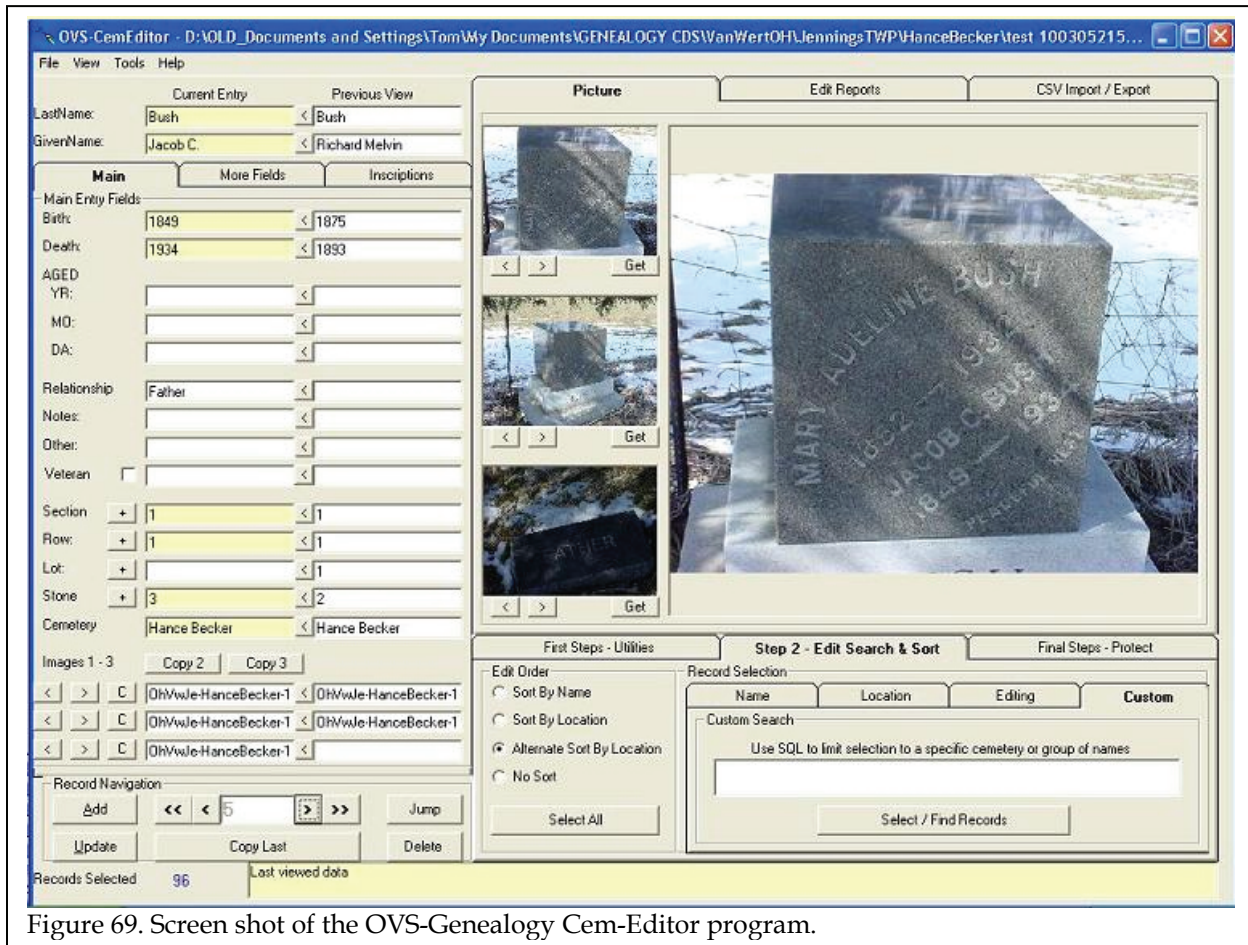 OVS-CemEditor - D:\OLD_Documents and Settings\Tom\My Documents\GENEALOGY CDS\VanWertOH\JenningsTWP\HanceBecker\test 100305215...
File View Tools Help
Current Entry Previous View
LastName: Bush < Bush
GivenName: Jacob C. < Richard Melvin
Main More Fields Inscriptions
Main Entry Fields
Birth: 1849 < 1875
Death: 1934 < 1893
AGED
YR: <
MO: <
DA: <
Relationship Father <
Notes: <
Other: <
Veteran <
Section + 1 < 1
Row: + 1 < 1
Lot: + < 1
Stone + 3 < 2
Cemetery Hance Becker < Hance Becker
Images 1 - 3 Copy 2 Copy 3
< > C OhVwJe-HanceBecker-1 < OhVwJe-HanceBecker-1
< > C OhVwJe-HanceBecker-1 < OhVwJe-HanceBecker-1
< > C OhVwJe-HanceBecker-1 <
Record Navigation
Add << < 5 > >> Jump
Update Copy Last Delete
Records Selected 96 Last viewed data
Picture Edit Reports CSV Import / Export
< > Get
< > Get
< > Get
MARY ADELINE BUSH
1852 — 1932
JACOB C. BUSH
1849 —
First Steps - Utilities Step 2 - Edit Search & Sort Final Steps - Protect
Edit Order
Sort By Name
Sort By Location
Alternate Sort By Location
No Sort
Select All
Record Selection
Name Location Editing Custom
Custom Search
Use SQL to limit selection to a specific cemetery or group of names
Select / Find Records
Figure 69. Screen shot of the OVS-Genealogy Cem-Editor program.